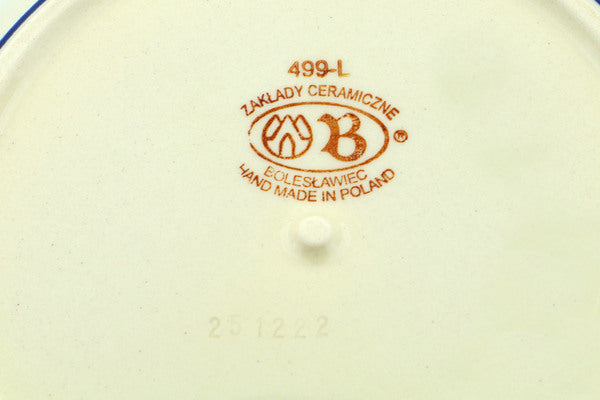 499-L
ZAKŁADY CERAMICZNE
B ®
BOLESŁAWIEC
HAND MADE IN POLAND
251222